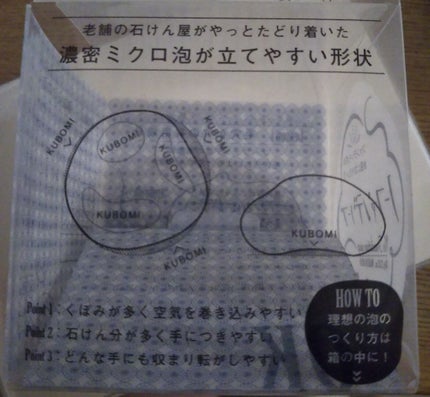 老舗の石けん屋がやっとたどり着いた
濃密ミクロ泡が立てやすい形状
KUBOMI
KUBOMI
KUBOMI
KUBOMI
KUBOMI
KUBOMI
KUBOMI
Point 1：くぼみが多く空気を巻き込みやすい
Point 2：石けん分が多く手につきやすい
Point 3：どんな手にも収まり転がしやすい
HOW TO
理想の泡の
つくり方は
箱の中に！